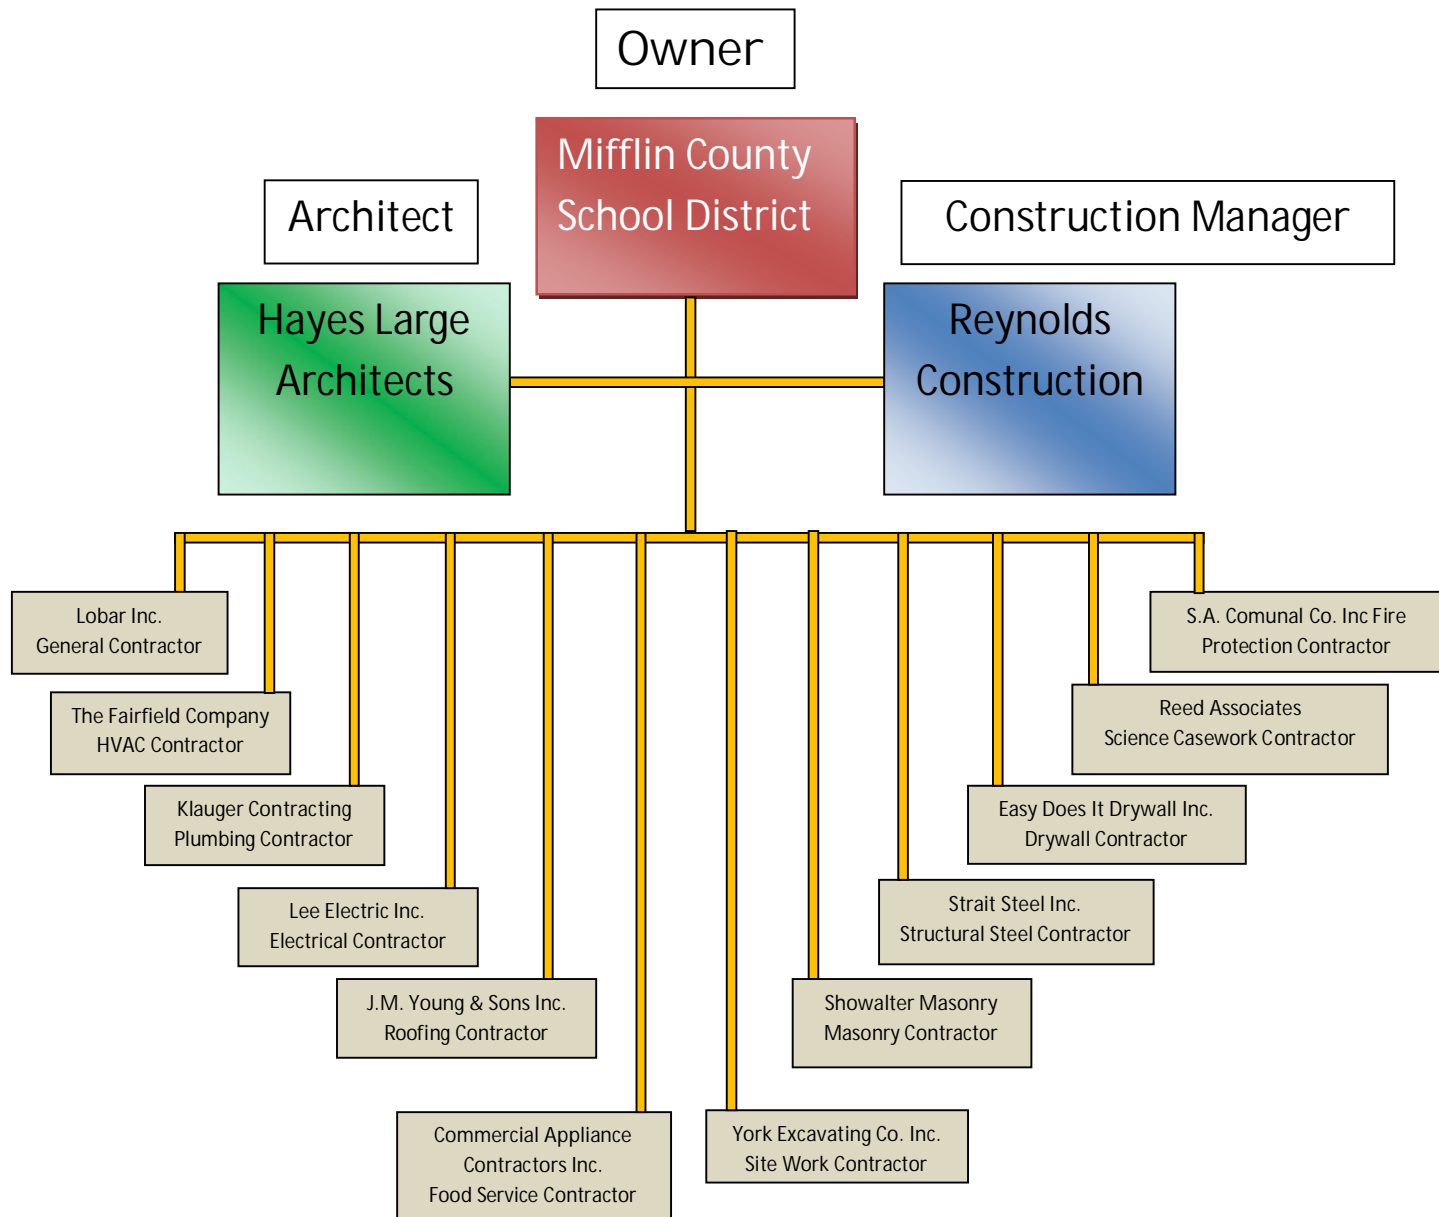 Owner
Mifflin County
School District
Architect
Construction Manager
Hayes Large
Architects
Reynolds
Construction
Lobar Inc.
General Contractor
S.A. Comunal Co. Inc Fire
Protection Contractor
The Fairfield Company
HVAC Contractor
Reed Associates
Science Casework Contractor
Klauger Contracting
Plumbing Contractor
Easy Does It Drywall Inc.
Drywall Contractor
Lee Electric Inc.
Electrical Contractor
Strait Steel Inc.
Structural Steel Contractor
J.M. Young & Sons Inc.
Roofing Contractor
Showalter Masonry
Masonry Contractor
Commercial Appliance
Contractors Inc.
Food Service Contractor
York Excavating Co. Inc.
Site Work Contractor